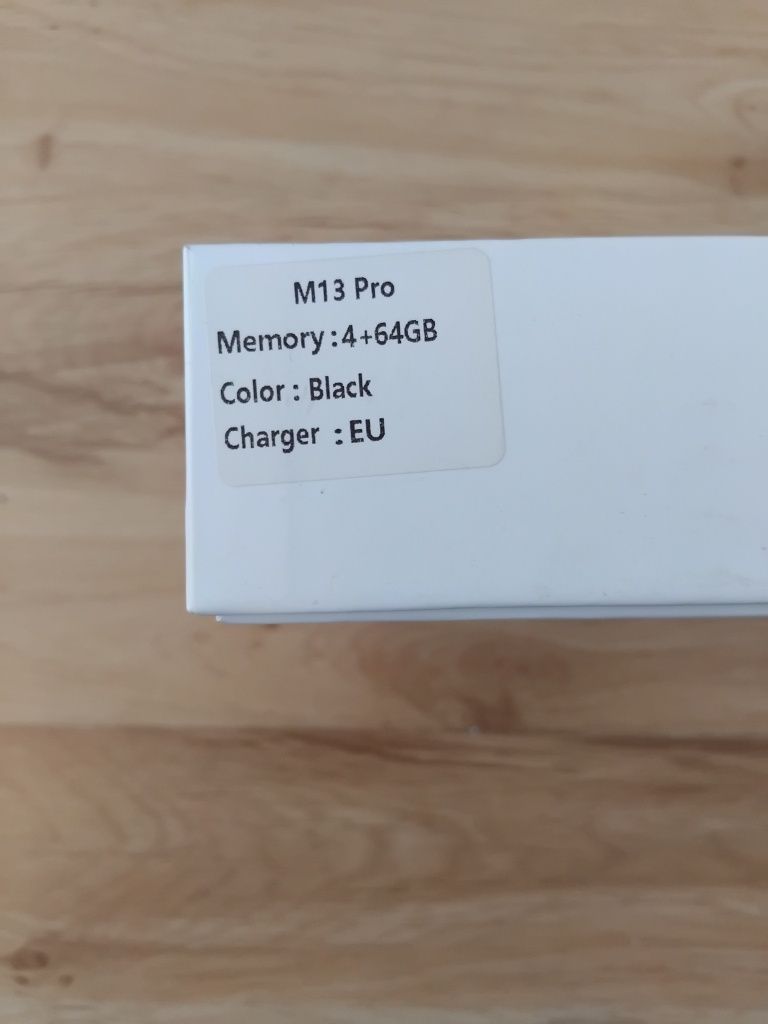 M13 Pro
Memory:4+64GB
Color : Black
Charger : EU